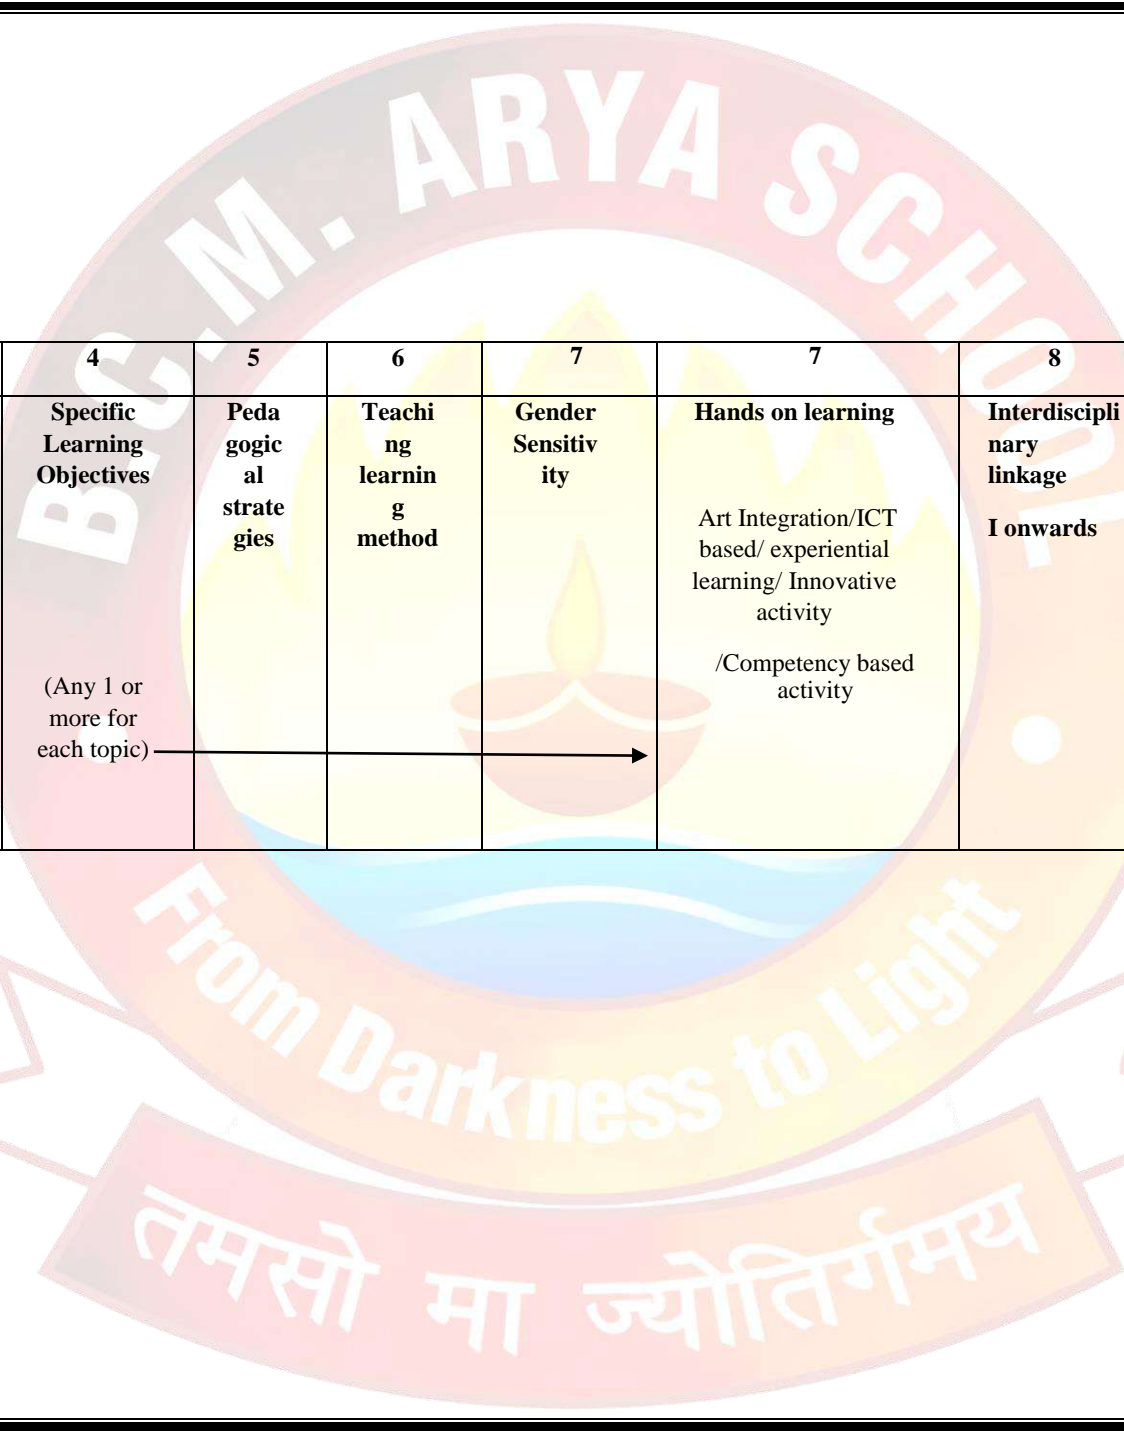 B.C.M. ARYA SCHOOL
4 5 6 7 7 8
Specific
Learning
Objectives
(Any 1 or
more for
each topic)
Peda
gogic
al
strate
gies
Teachi
ng
learnin
g
method
Gender
Sensitiv
ity
Hands on learning
Art Integration/ICT
based/ experiential
learning/ Innovative
activity
/Competency based
activity
Interdiscipli
nary
linkage
I onwards
From Darkness to Light
तमसो मा ज्योतिर्गमय